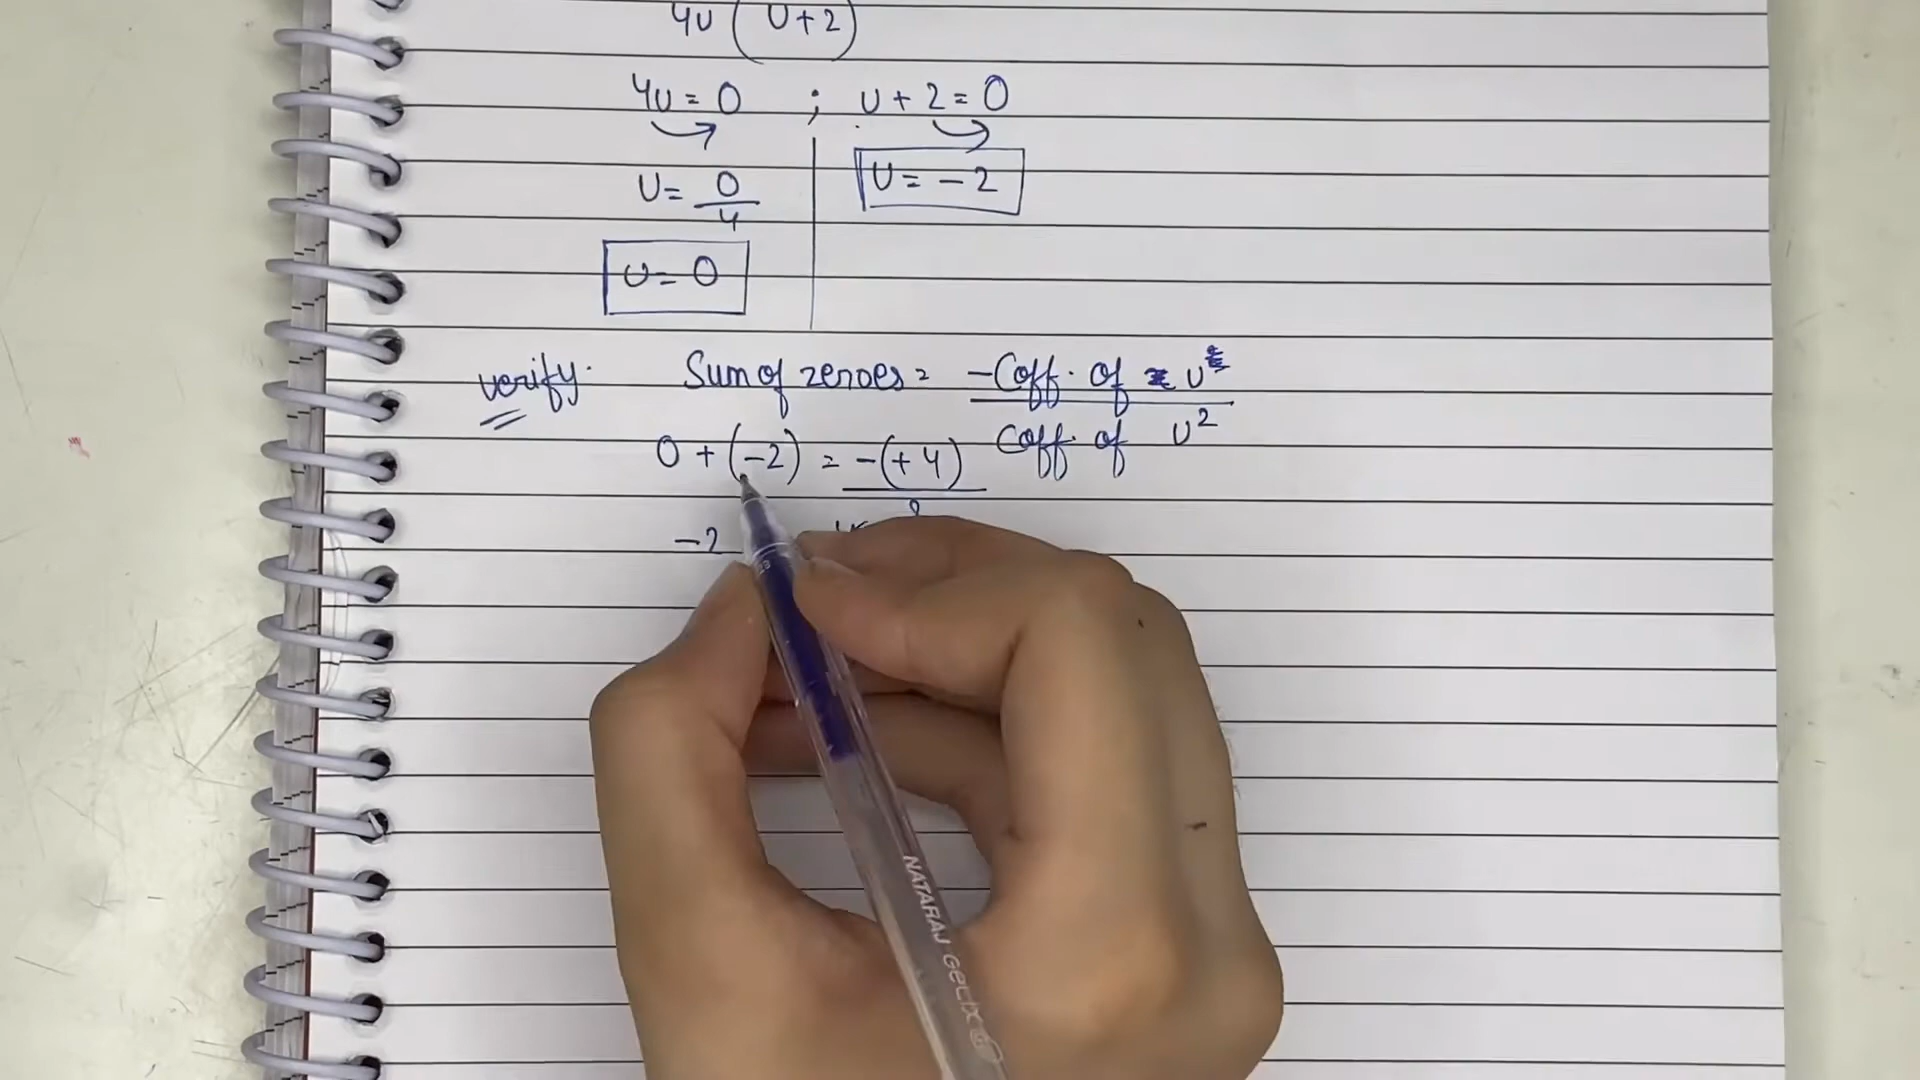 4U (U+2)
4U = 0 ; U + 2 = 0
U = 0/4
U = -2
U = 0
verify. Sum of zeroes = -Coff. of U / Coff. of U²
0 + (-2) = -(+4)
-2
NATARAJ GELIX